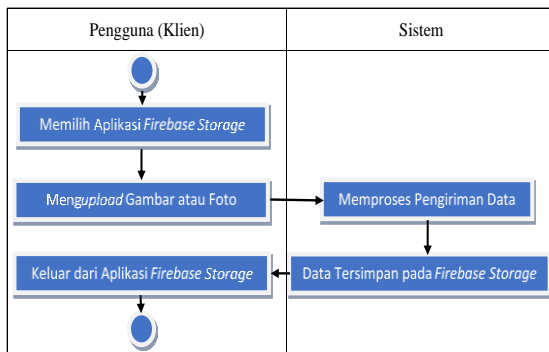 Pengguna (Klien)
Sistem
Memilih Aplikasi Firebase Storage
Mengupload Gambar atau Foto
Memproses Pengiriman Data
Keluar dari Aplikasi Firebase Storage
Data Tersimpan pada Firebase Storage